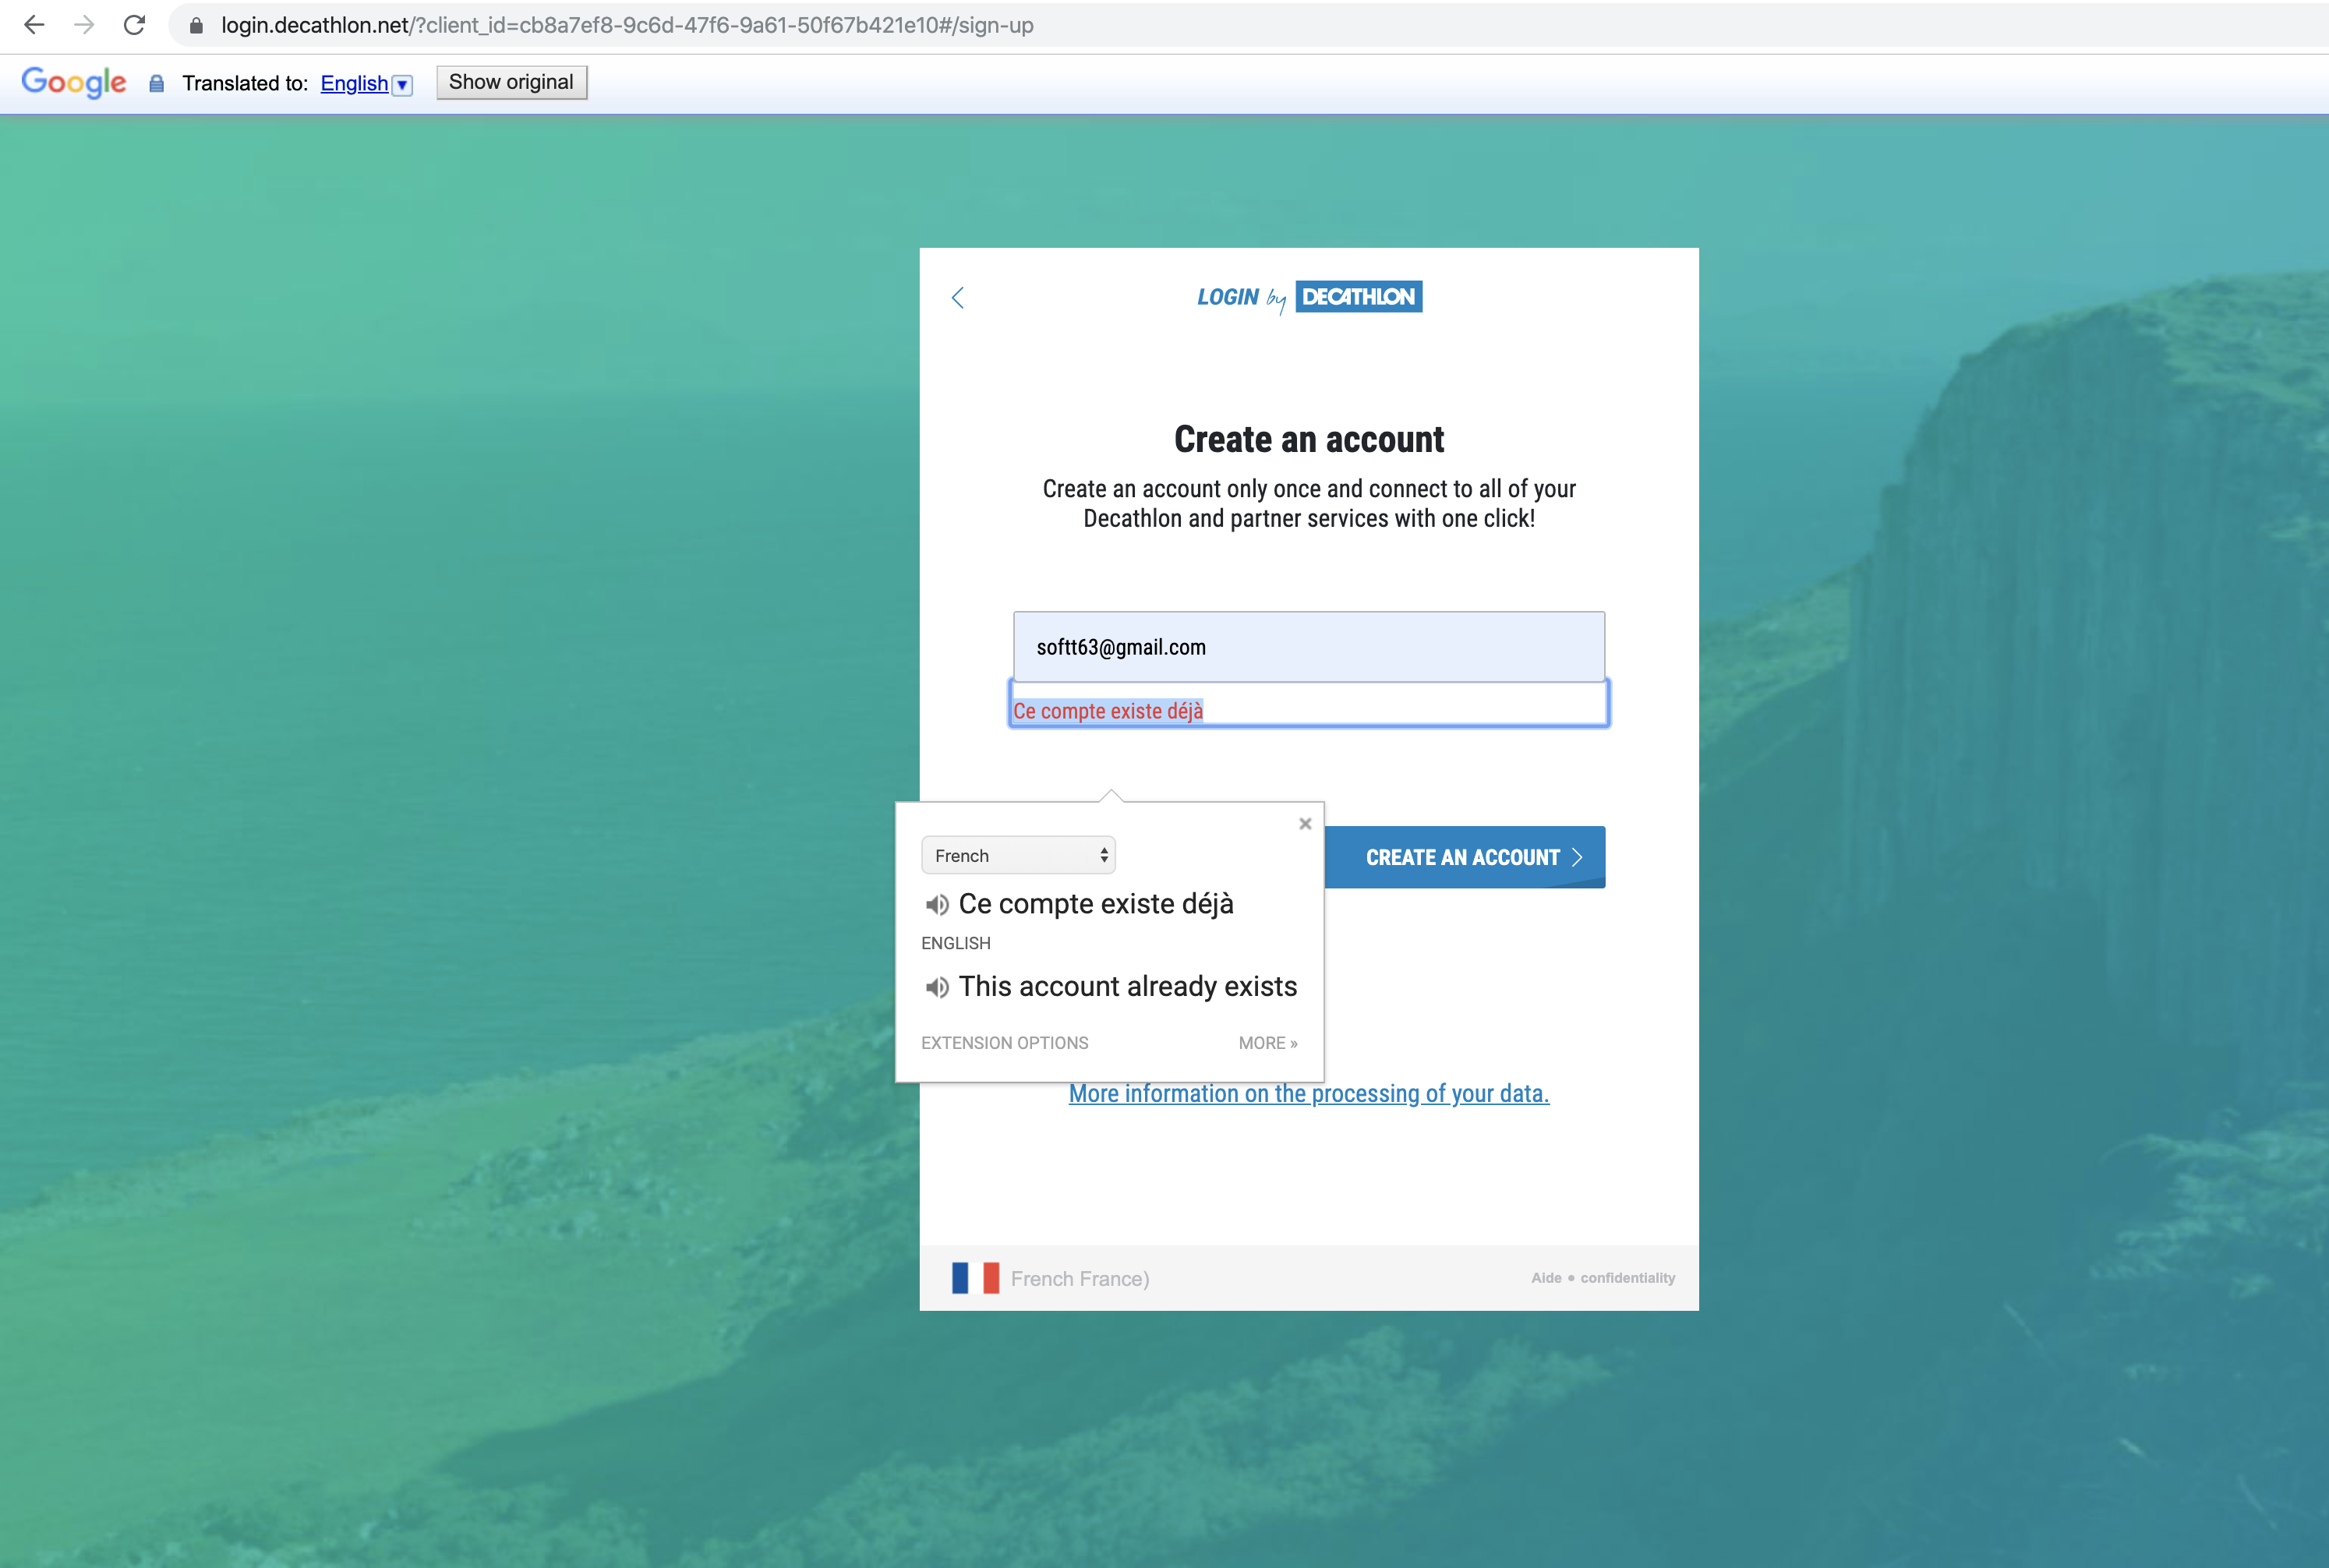 login.decathlon.net/?client_id=cb8a7ef8-9c6d-47f6-9a61-50f67b421e10#/sign-up
Google Translated to: English Show original
LOGIN by DECATHLON
Create an account
Create an account only once and connect to all of your
Decathlon and partner services with one click!
softt63@gmail.com
Ce compte existe déjà
French
Ce compte existe déjà
ENGLISH
This account already exists
EXTENSION OPTIONS MORE »
CREATE AN ACCOUNT
More information on the processing of your data.
French France)
Aide • confidentiality